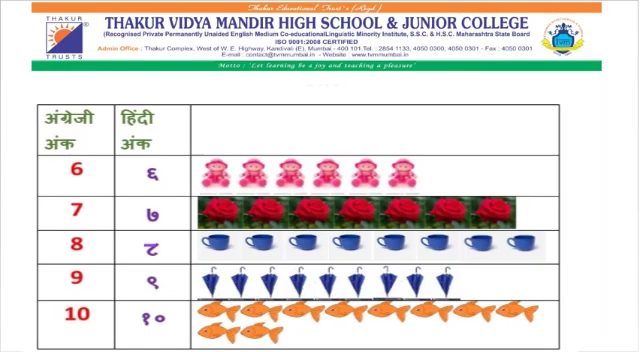 Thakur Educational Trust's (Regd.)
THAKUR
TRUSTS
THAKUR VIDYA MANDIR HIGH SCHOOL & JUNIOR COLLEGE
(Recognised Private Permanently Unaided English Medium Co-educationalLinguistic Minority Institute, S.S.C. & H.S.C. Maharashtra State Board
ISO 9001:2008 CERTIFIED
Admin Office : Thakur Complex, West of W. E. Highway, Kandivali (E), Mumbai - 400 101.Tel. : 2854 1133, 4050 0300, 4050 0301 - Fax : 4050 0301
E-mail : contact@tvmmumbai.in - Website : www.tvmmumbai.in
Motto : "Let learning be a joy and teaching a pleasure"
अंग्रेजी अंक
हिंदी अंक
6 ६
7 ७
8 ८
9 ९
10 १०